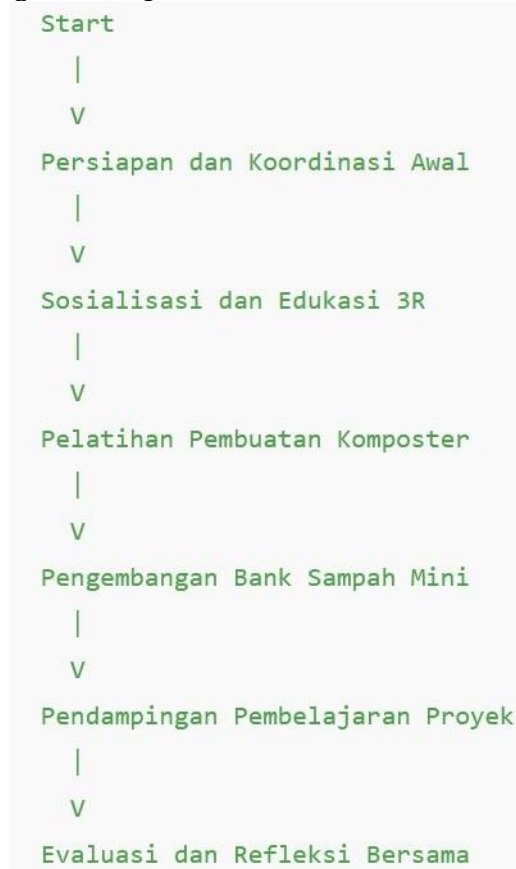 Start
|
V
Persiapan dan Koordinasi Awal
|
V
Sosialisasi dan Edukasi 3R
|
V
Pelatihan Pembuatan Komposter
|
V
Pengembangan Bank Sampah Mini
|
V
Pendampingan Pembelajaran Proyek
|
V
Evaluasi dan Refleksi Bersama